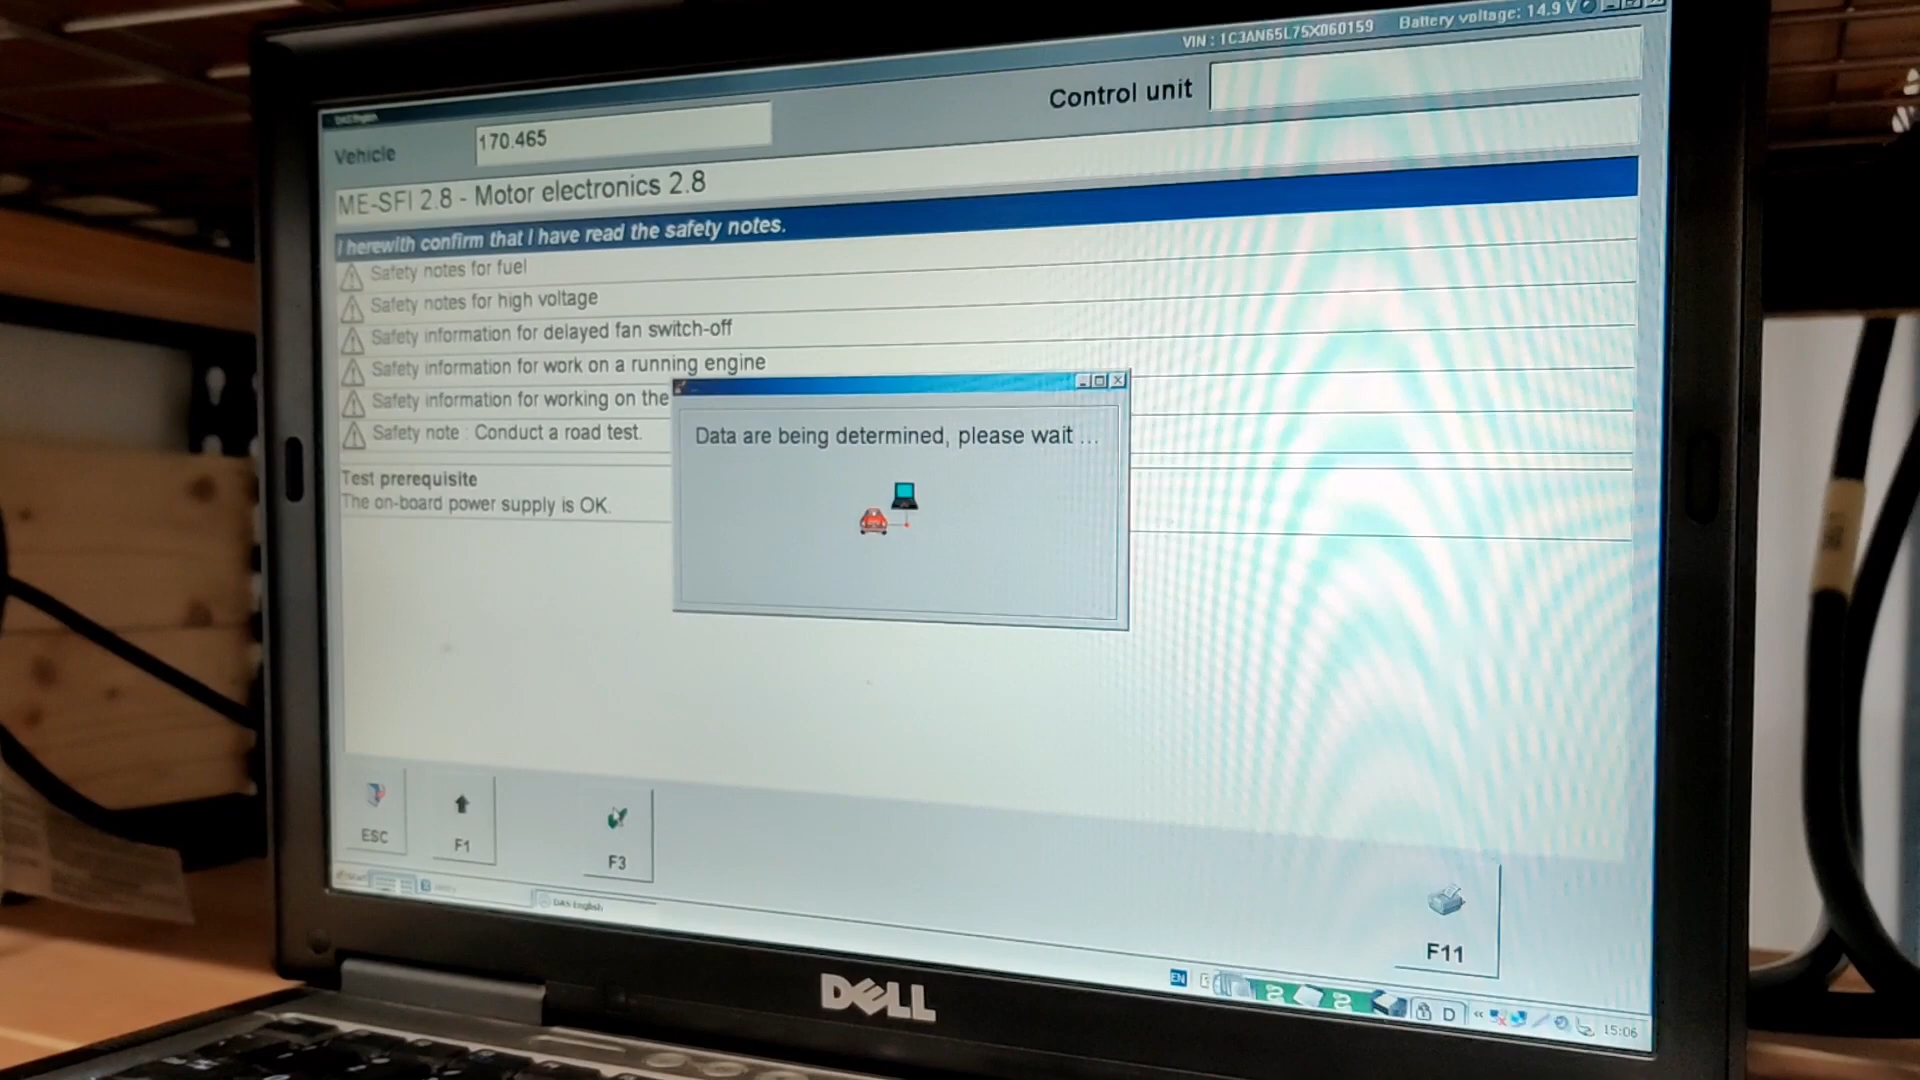 VIN : 1C3AN65L75X060159 Battery voltage: 14.9 V
DAS English
Vehicle 170.465 Control unit
ME-SFI 2.8 - Motor electronics 2.8
I herewith confirm that I have read the safety notes.
Safety notes for fuel
Safety notes for high voltage
Safety information for delayed fan switch-off
Safety information for work on a running engine
Safety information for working on the
Safety note : Conduct a road test.
Test prerequisite
The on-board power supply is OK.
Data are being determined, please wait ...
ESC F1 F3 F11
DAS English
EN D « 15:06
DELL